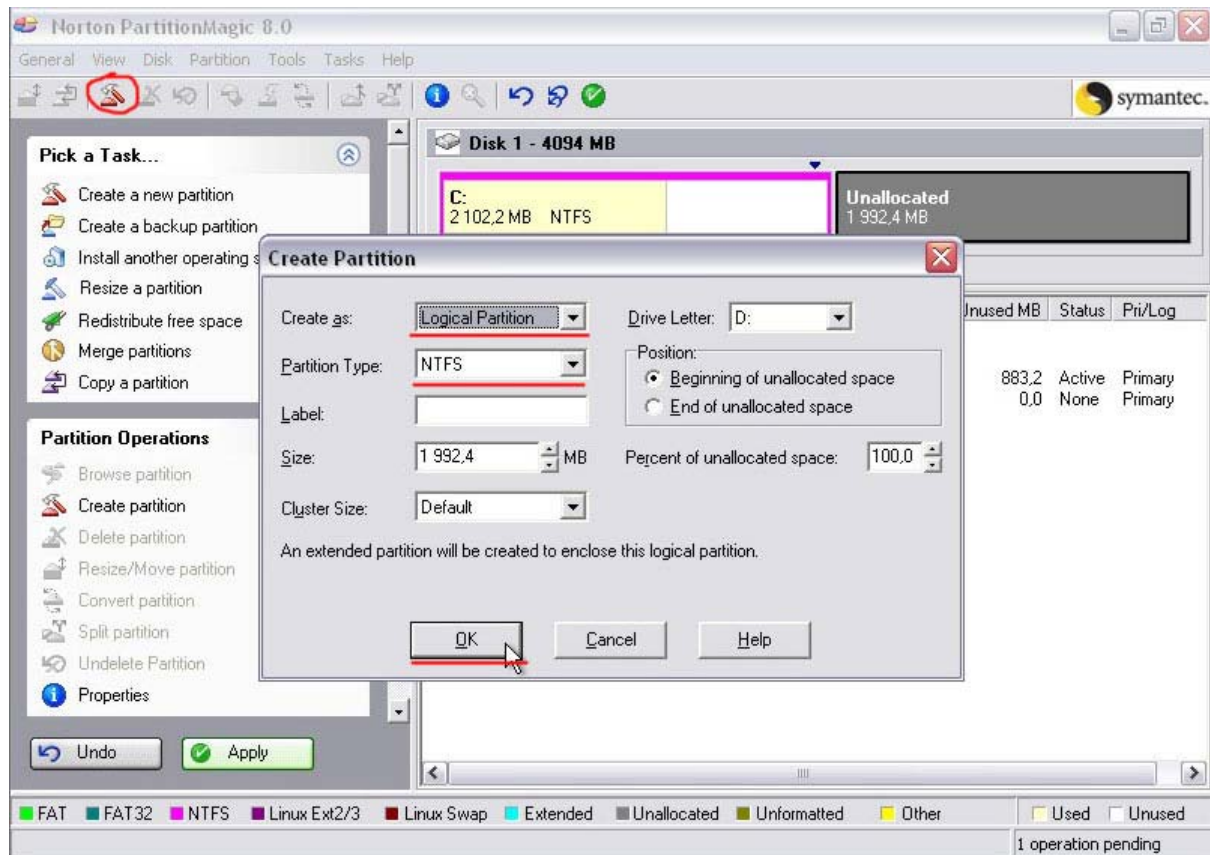 Norton PartitionMagic 8.0
General View Disk Partition Tools Tasks Help
symantec.
Pick a Task...
Create a new partition
Create a backup partition
Install another operating s
Resize a partition
Redistribute free space
Merge partitions
Copy a partition
Partition Operations
Browse partition
Create partition
Delete partition
Resize/Move partition
Convert partition
Split partition
Undelete Partition
Properties
Undo
Apply
Disk 1 - 4094 MB
C:
2 102,2 MB NTFS
Unallocated
1 992,4 MB
Unused MB Status Pri/Log
883,2 Active Primary
0,0 None Primary
Create Partition
Create as: Logical Partition
Drive Letter: D:
Partition Type: NTFS
Position:
Beginning of unallocated space
End of unallocated space
Label:
Size: 1 992,4 MB
Percent of unallocated space: 100,0
Cluster Size: Default
An extended partition will be created to enclose this logical partition.
OK
Cancel
Help
FAT FAT32 NTFS Linux Ext2/3 Linux Swap Extended Unallocated Unformatted Other Used Unused
1 operation pending